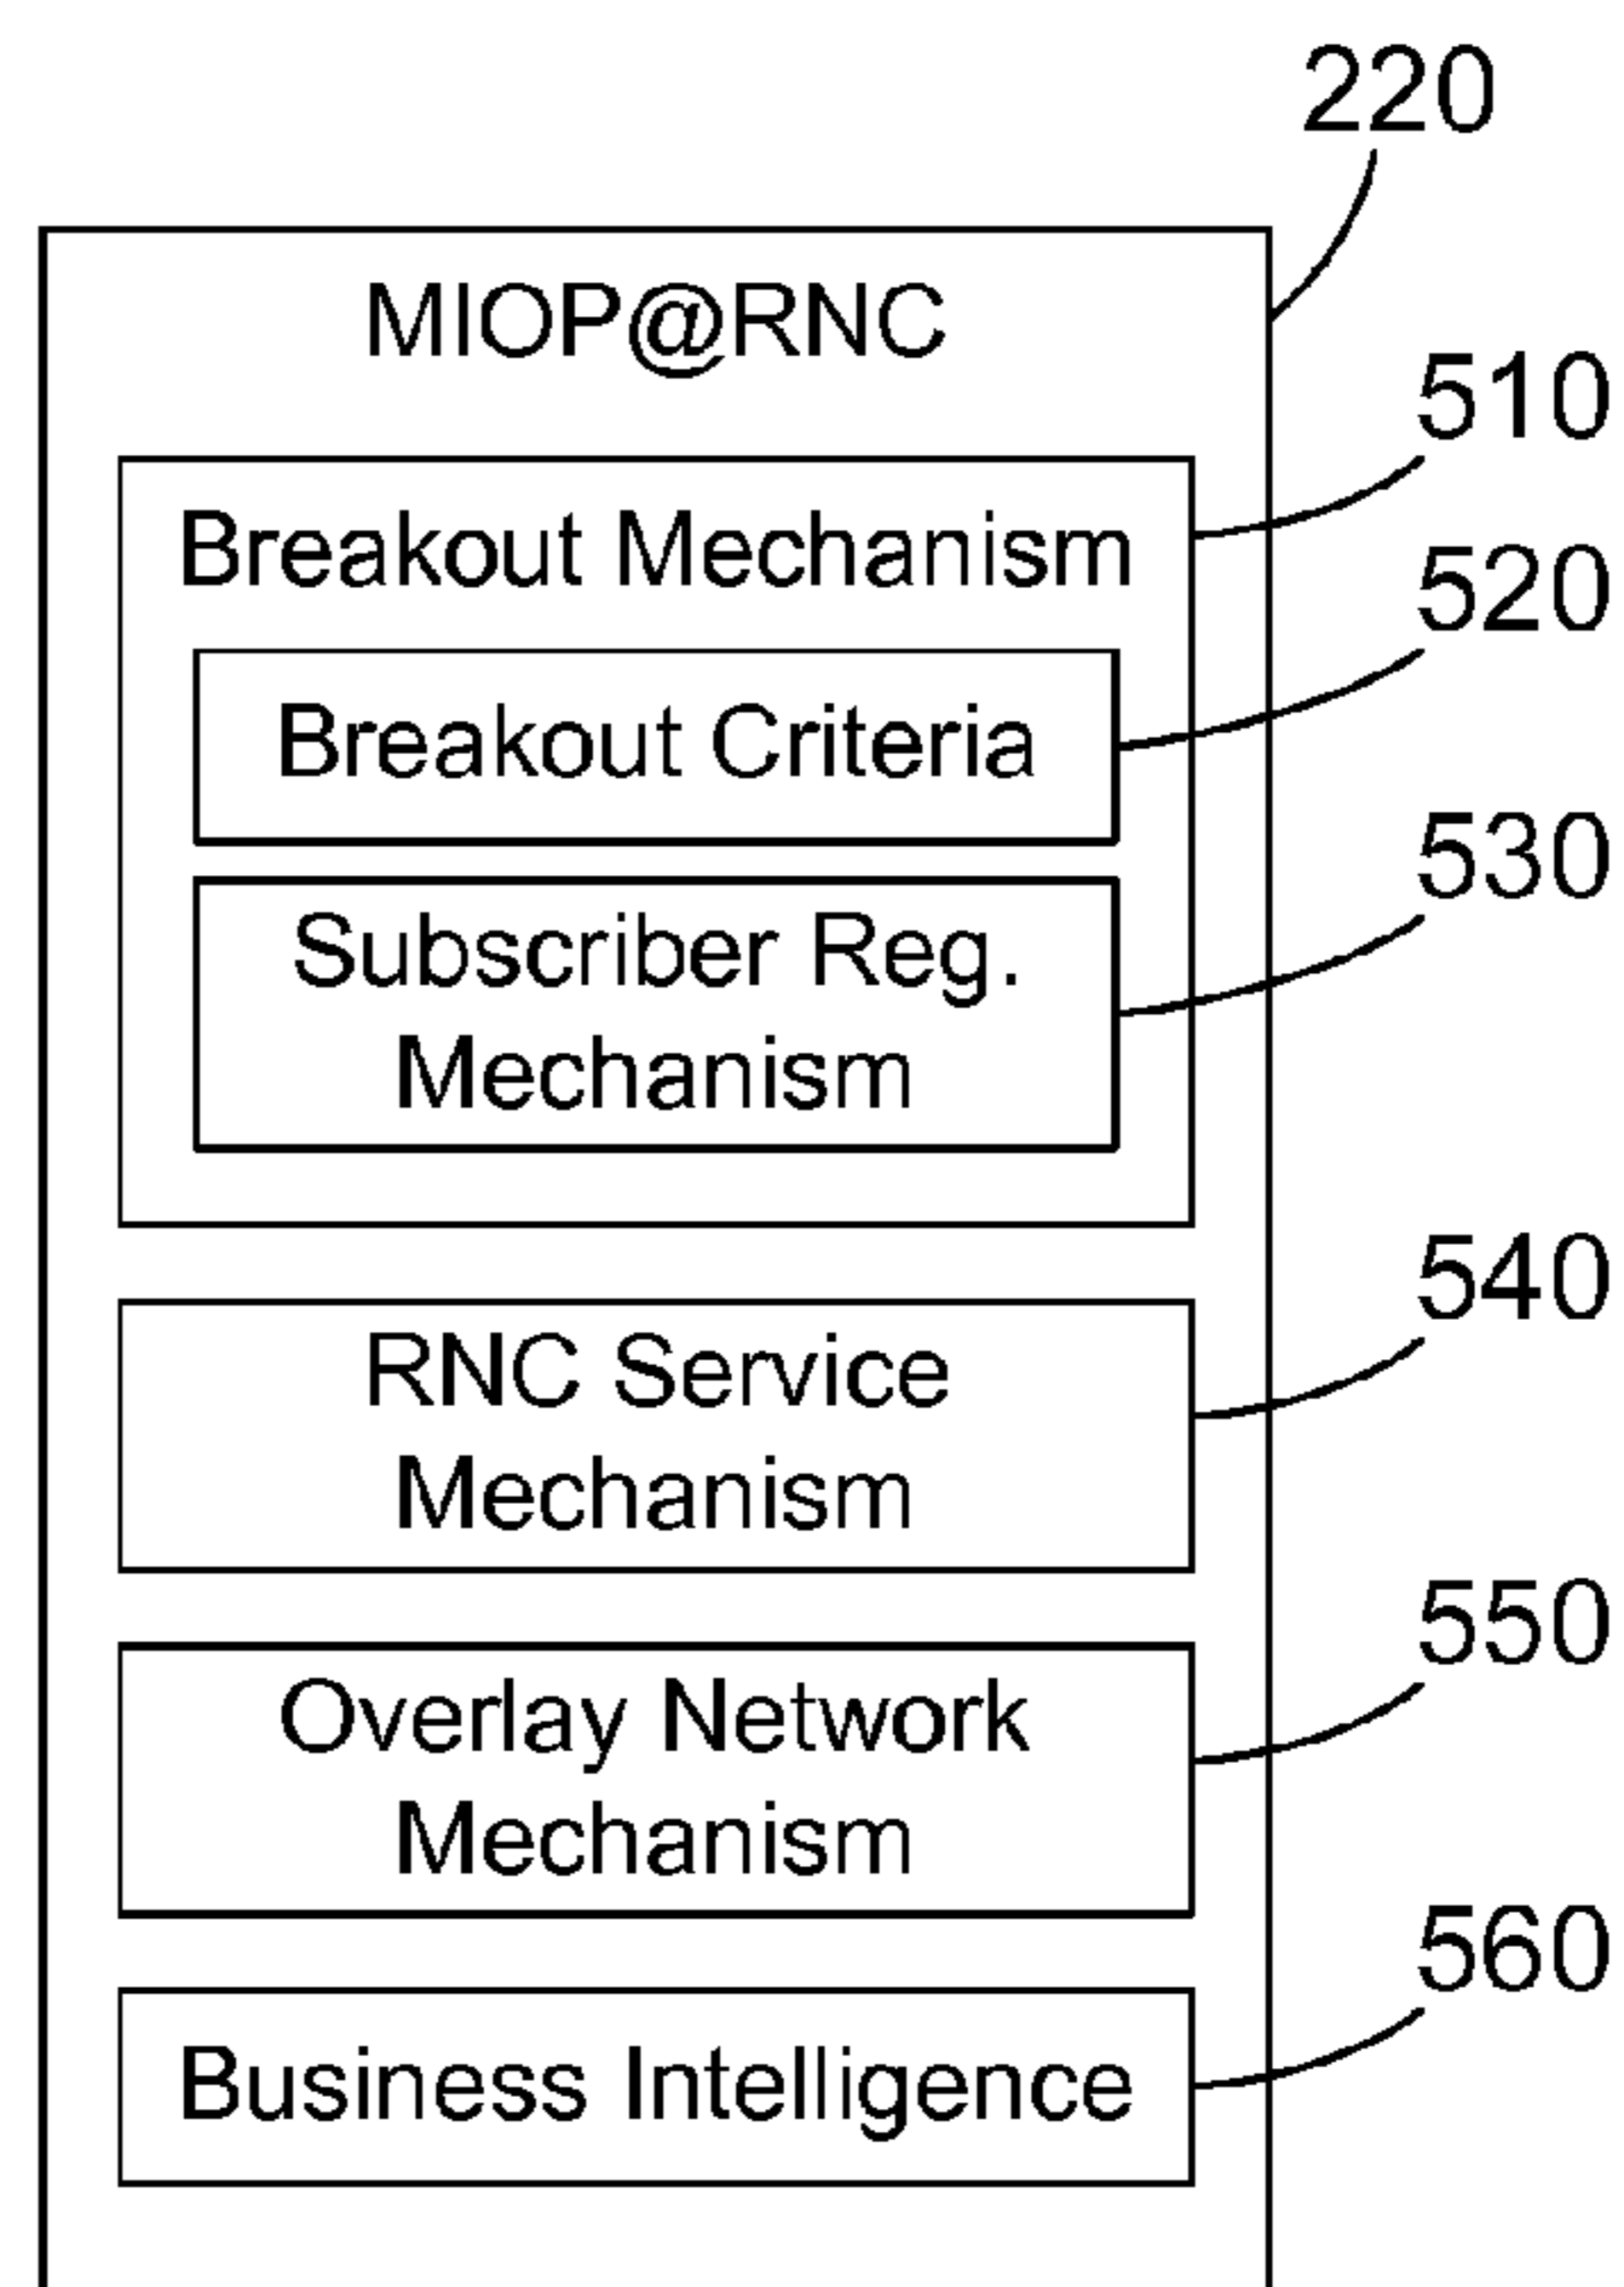 220
MIOP@RNC
510
Breakout Mechanism
520
Breakout Criteria
530
Subscriber Reg.
Mechanism
540
RNC Service
Mechanism
550
Overlay Network
Mechanism
560
Business Intelligence